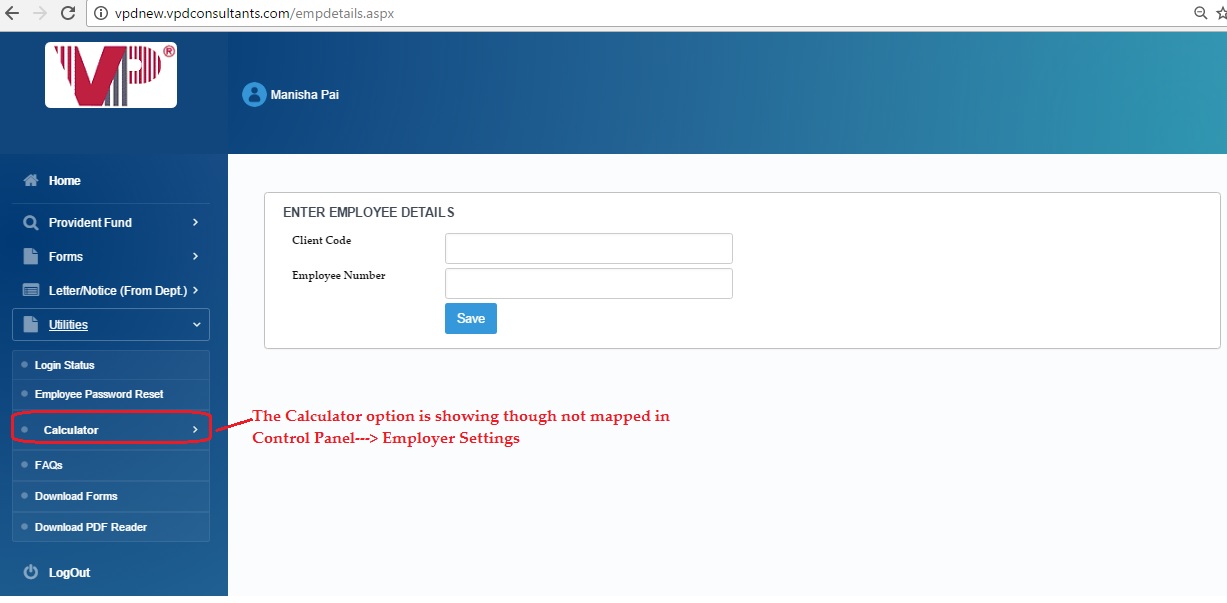 vpdnew.vpdconsultants.com/empdetails.aspx
VP®
Manisha Pai
Home
Provident Fund
Forms
Letter/Notice (From Dept.)
Utilities
Login Status
Employee Password Reset
Calculator
FAQs
Download Forms
Download PDF Reader
LogOut
ENTER EMPLOYEE DETAILS
Client Code
Employee Number
Save
The Calculator option is showing though not mapped in
Control Panel---> Employer Settings